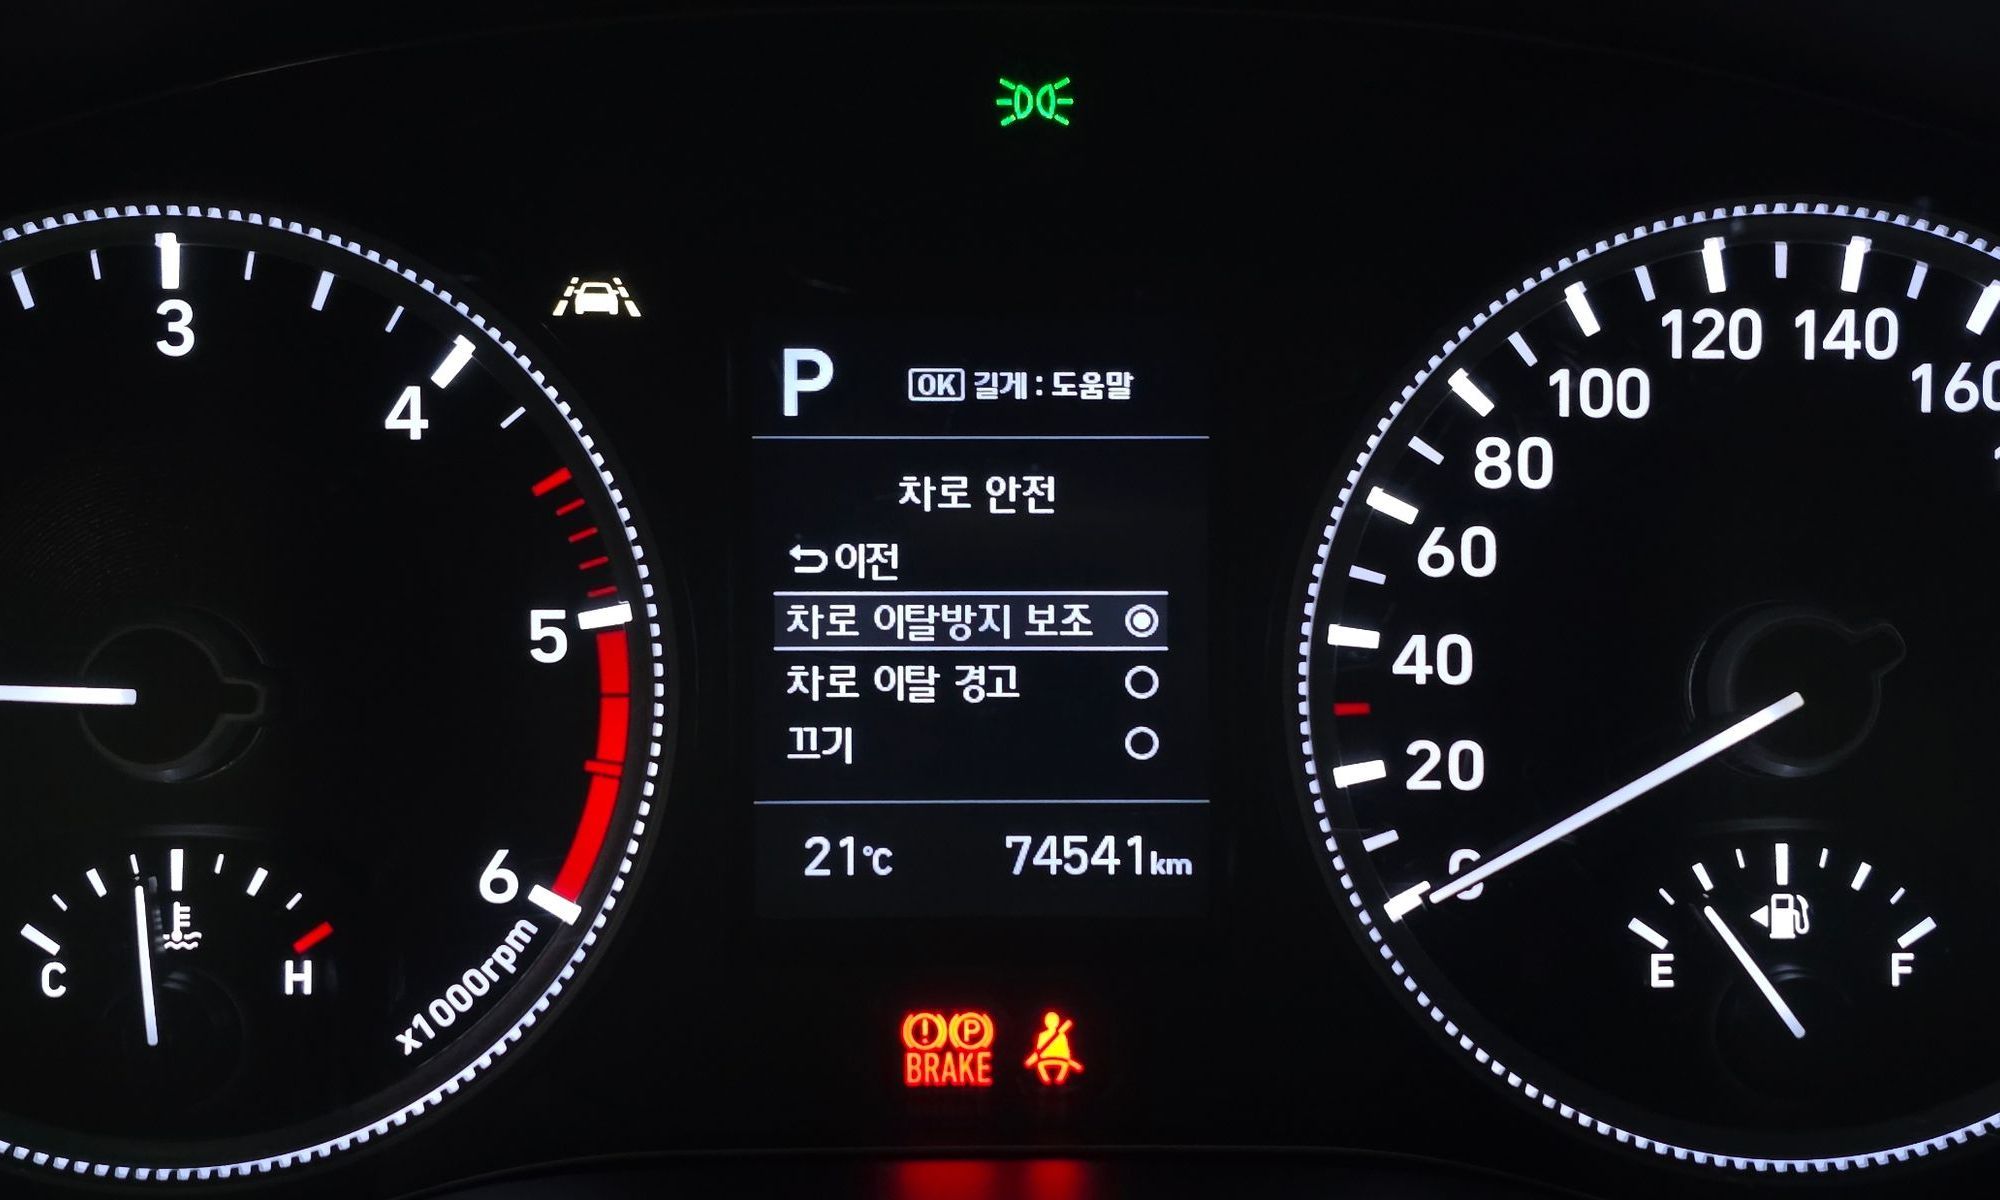 3
4
5
6
x1000rpm
C
H
P
OK 길게 : 도움말
차로 안전
이전
차로 이탈방지 보조
차로 이탈 경고
끄기
21℃
74541km
P
BRAKE
0
20
40
60
80
100
120
140
160
E
F